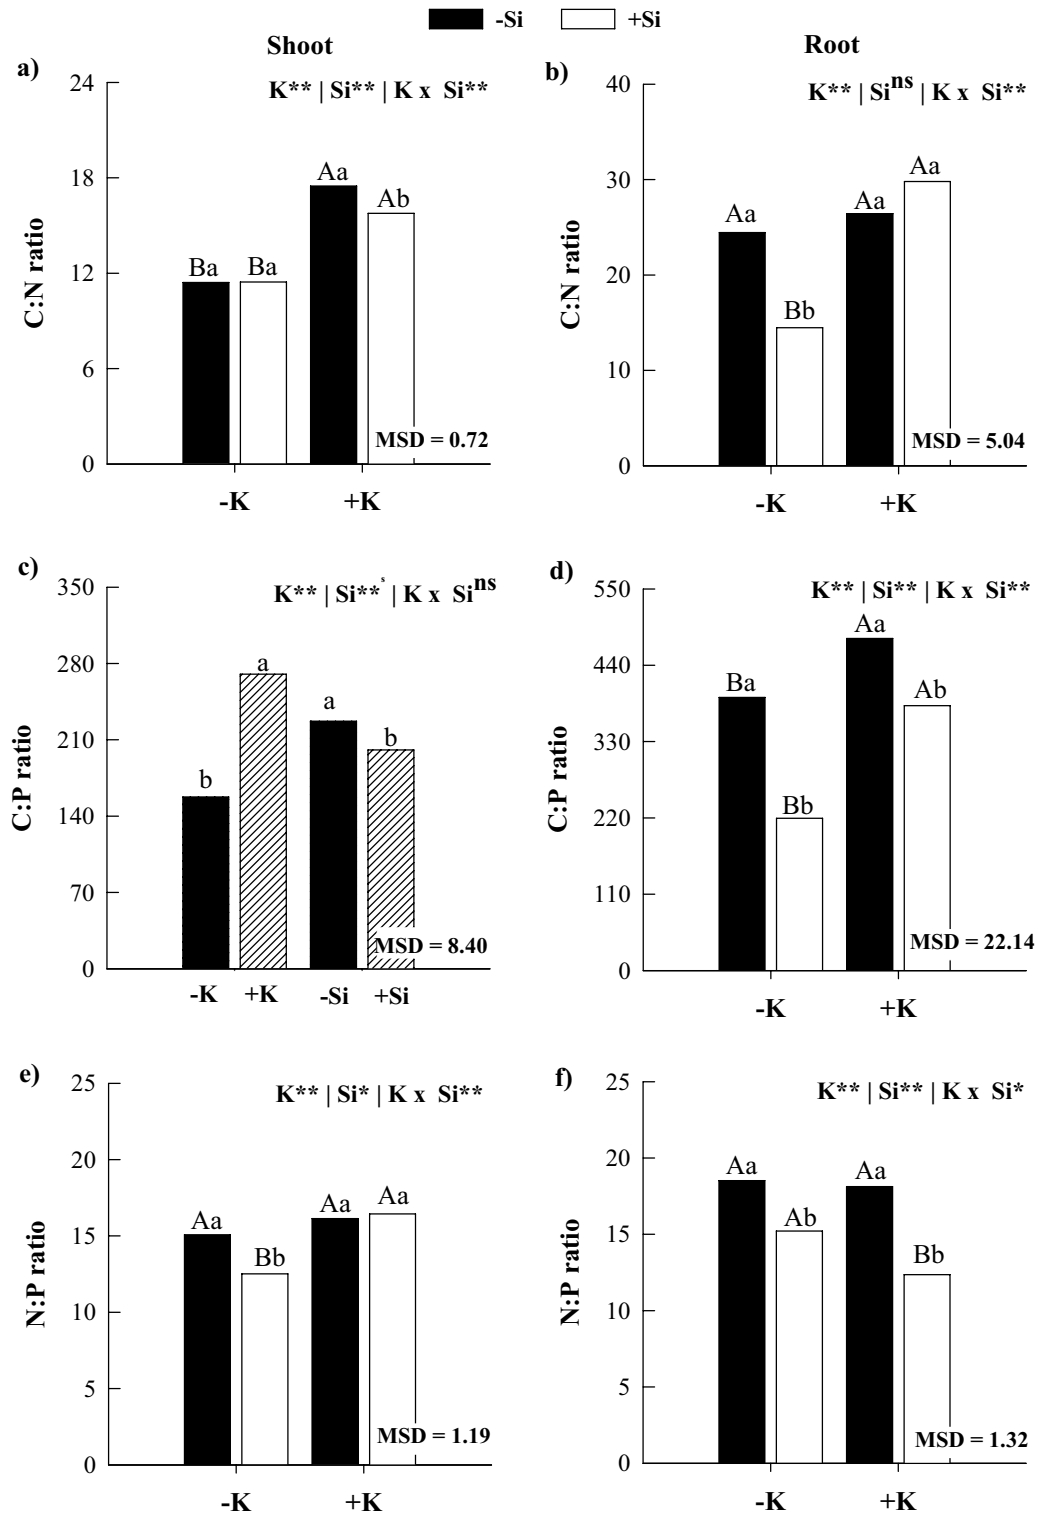 -Si +Si
Shoot Root
a)
K** | Si** | K x Si**
24
18
12
6
0
C:N ratio
Ba Ba Aa Ab
MSD = 0.72
-K +K
b)
K** | Sins | K x Si**
40
30
20
10
0
C:N ratio
Aa Bb Aa Aa
MSD = 5.04
-K +K
c)
K** | Si**s | K x Sins
350
280
210
140
70
0
C:P ratio
b a a b
MSD = 8.40
-K +K -Si +Si
d)
K** | Si** | K x Si**
550
440
330
220
110
0
C:P ratio
Ba Bb Aa Ab
MSD = 22.14
-K +K
e)
K** | Si* | K x Si**
25
20
15
10
5
0
N:P ratio
Aa Bb Aa Aa
MSD = 1.19
-K +K
f)
K** | Si** | K x Si*
25
20
15
10
5
0
N:P ratio
Aa Ab Aa Bb
MSD = 1.32
-K +K